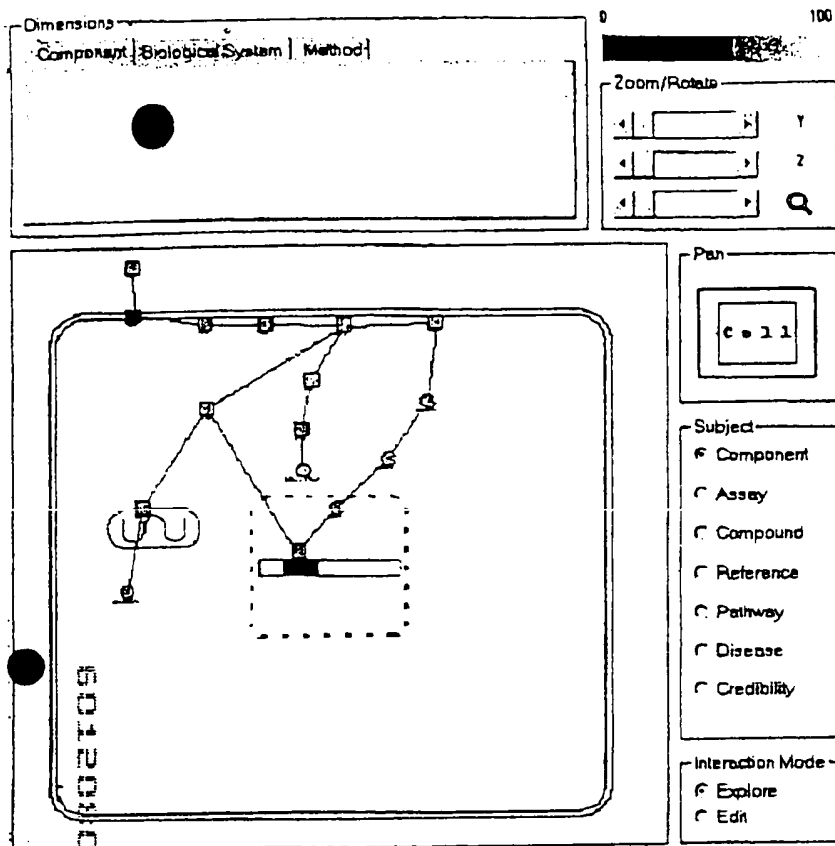 Dimensions
Component | Biological System | Method
0 100
Zoom/Rotate
Y
Z
Pan
Cell
Subject
Component
Assay
Compound
Reference
Pathway
Disease
Credibility
Interaction Mode
Explore
Edit